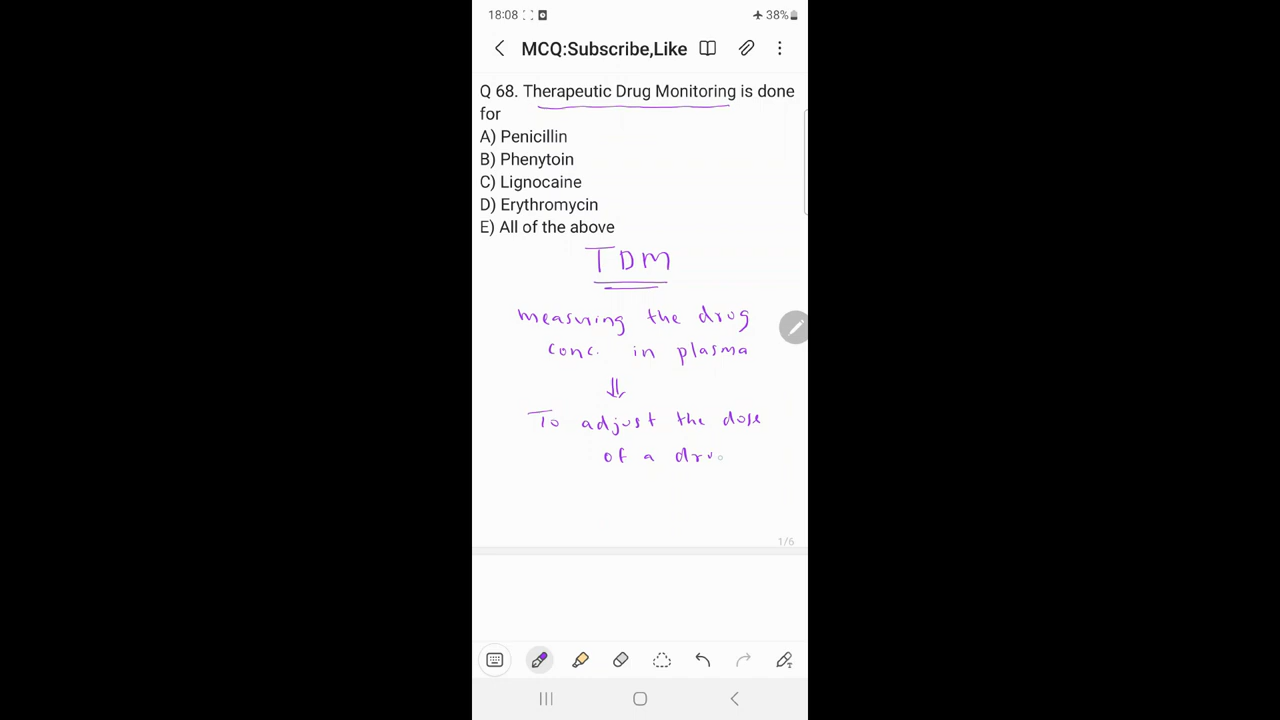 18:08
38%
MCQ:Subscribe,Like
Q 68. Therapeutic Drug Monitoring is done
for
A) Penicillin
B) Phenytoin
C) Lignocaine
D) Erythromycin
E) All of the above
TDM
measuring the drug
conc. in plasma
⇓
To adjust the dose
of a dru
1/6